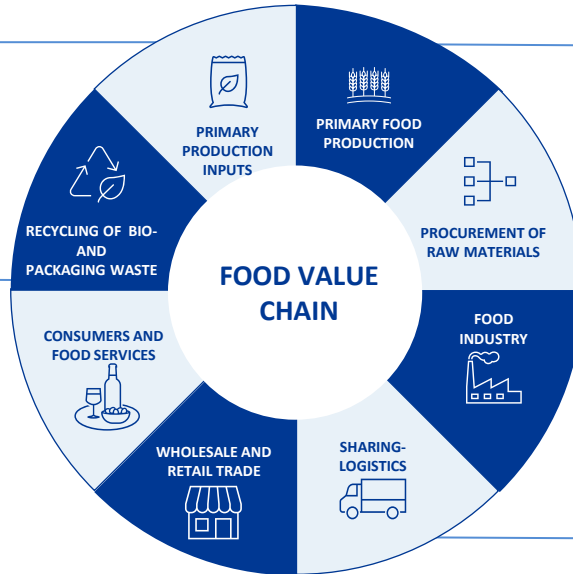 PRIMARY
PRODUCTION
INPUTS
PRIMARY FOOD
PRODUCTION
PROCUREMENT OF
RAW MATERIALS
FOOD
INDUSTRY
SHARING-
LOGISTICS
WHOLESALE AND
RETAIL TRADE
CONSUMERS AND
FOOD SERVICES
RECYCLING OF BIO-
AND
PACKAGING WASTE
FOOD VALUE
CHAIN